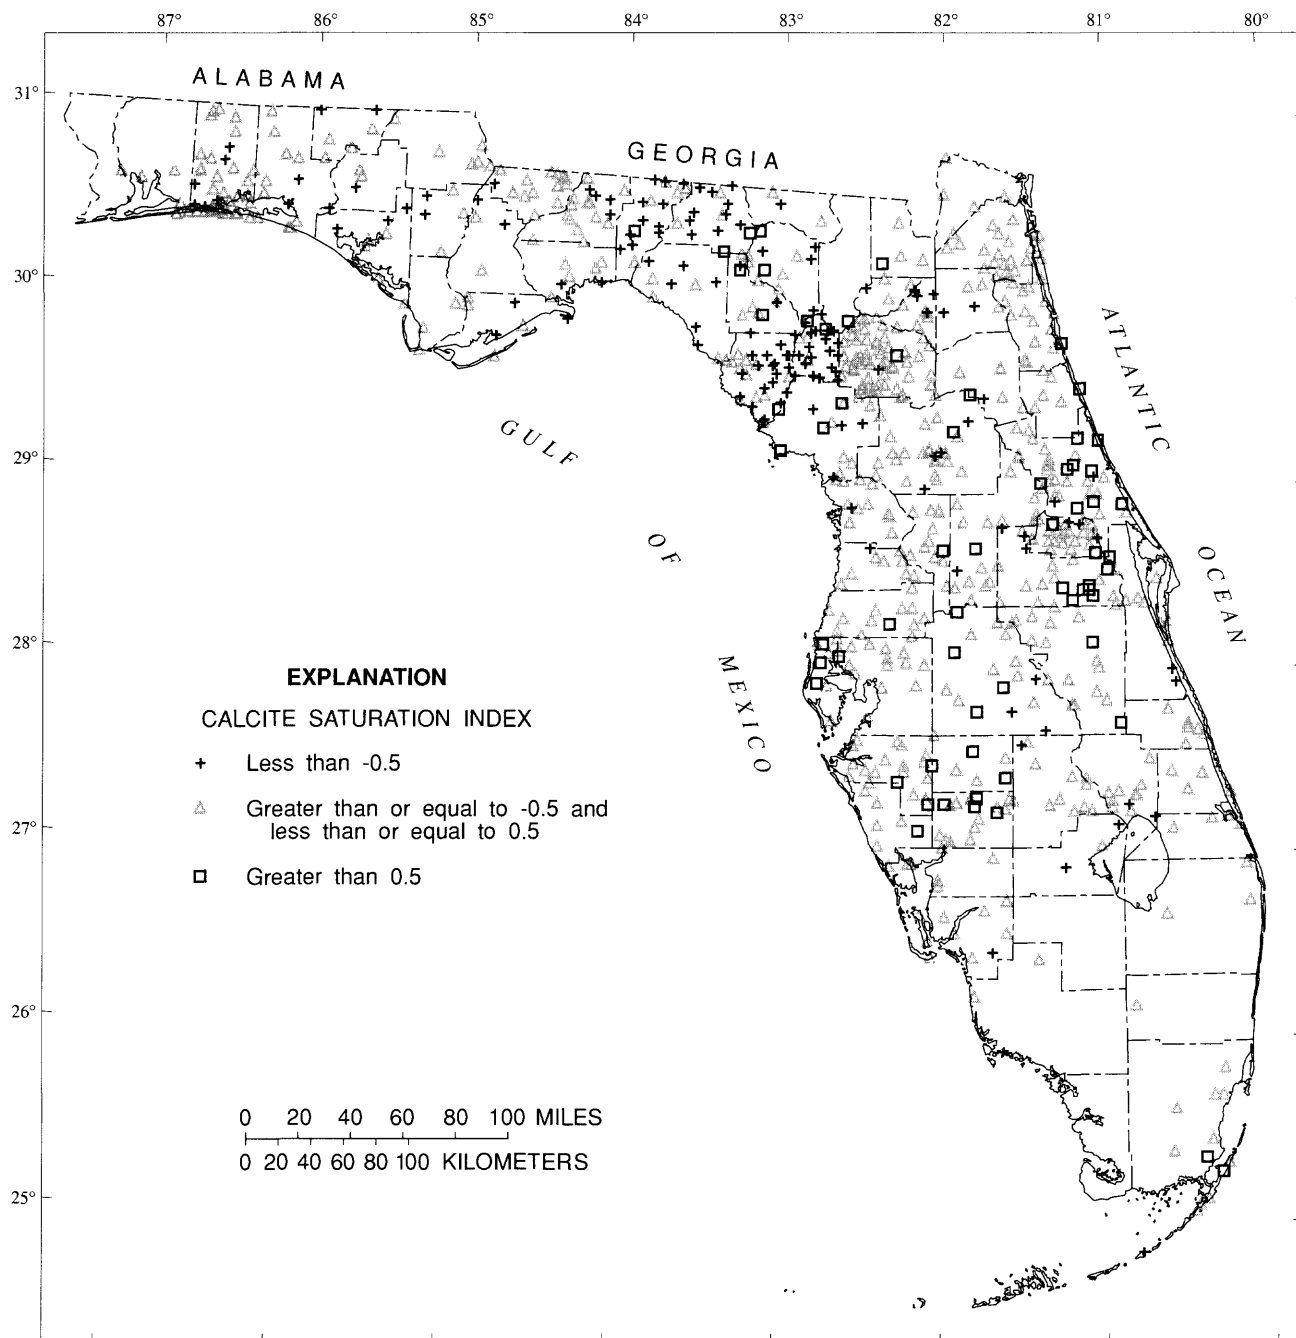 87° 86° 85° 84° 83° 82° 81° 80°
31°
ALABAMA
GEORGIA
30°
ATLANTIC
29°
GULF
OF
OCEAN
28°
MEXICO
EXPLANATION
CALCITE SATURATION INDEX
+ Less than -0.5
Greater than or equal to -0.5 and
less than or equal to 0.5
27°
Greater than 0.5
26°
0 20 40 60 80 100 MILES
0 20 40 60 80 100 KILOMETERS
25°